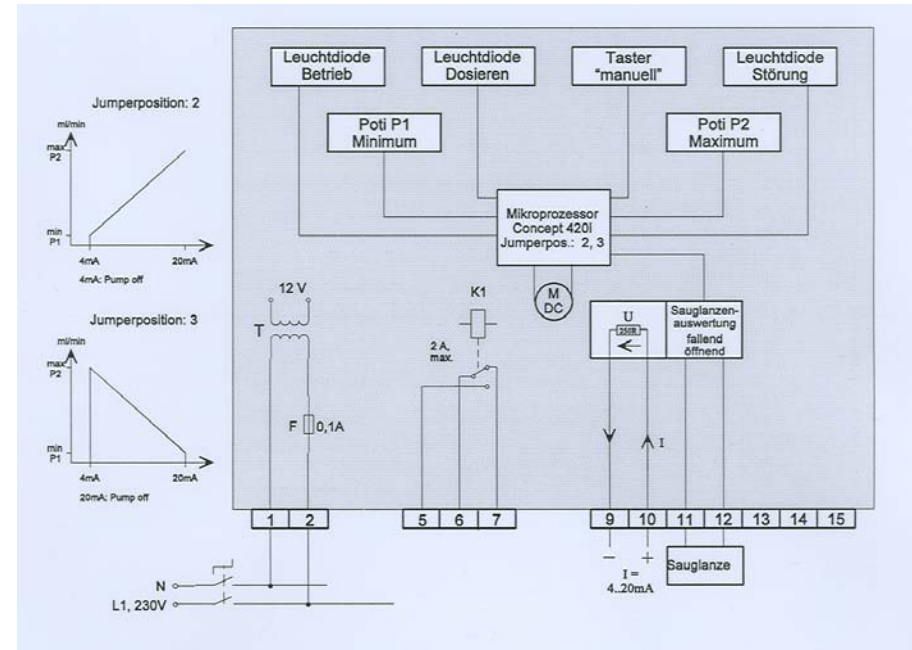 Leuchtdiode
Betrieb
Leuchtdiode
Dosieren
Taster
"manuell"
Leuchtdiode
Störung
Jumperposition: 2
ml/min
max
P2
min
P1
4mA
20mA
4mA: Pump off
Poti P1
Minimum
Poti P2
Maximum
Mikroprozessor
Concept 420i
Jumperpos.: 2, 3
M
DC
Jumperposition: 3
ml/min
max
P2
min
P1
4mA
20mA
20mA: Pump off
12 V
T
F
0,1A
K1
2 A,
max.
U
250R
Sauglanzen-
auswertung
fallend
öffnend
I
1
2
5
6
7
9
10
11
12
13
14
15
N
L1, 230V
−
+
I =
4..20mA
Sauglanze